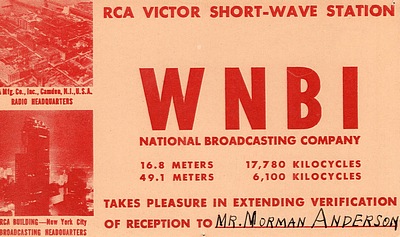 RCA VICTOR SHORT-WAVE STATION
Mfg. Co., Inc., Camden, N.J., U.S.A.
RADIO HEADQUARTERS
WNBI
NATIONAL BROADCASTING COMPANY
16.8 METERS 17,780 KILOCYCLES
49.1 METERS 6,100 KILOCYCLES
RCA BUILDING—New York City
BROADCASTING HEADQUARTERS
TAKES PLEASURE IN EXTENDING VERIFICATION
OF RECEPTION TO MR. NORMAN ANDERSON